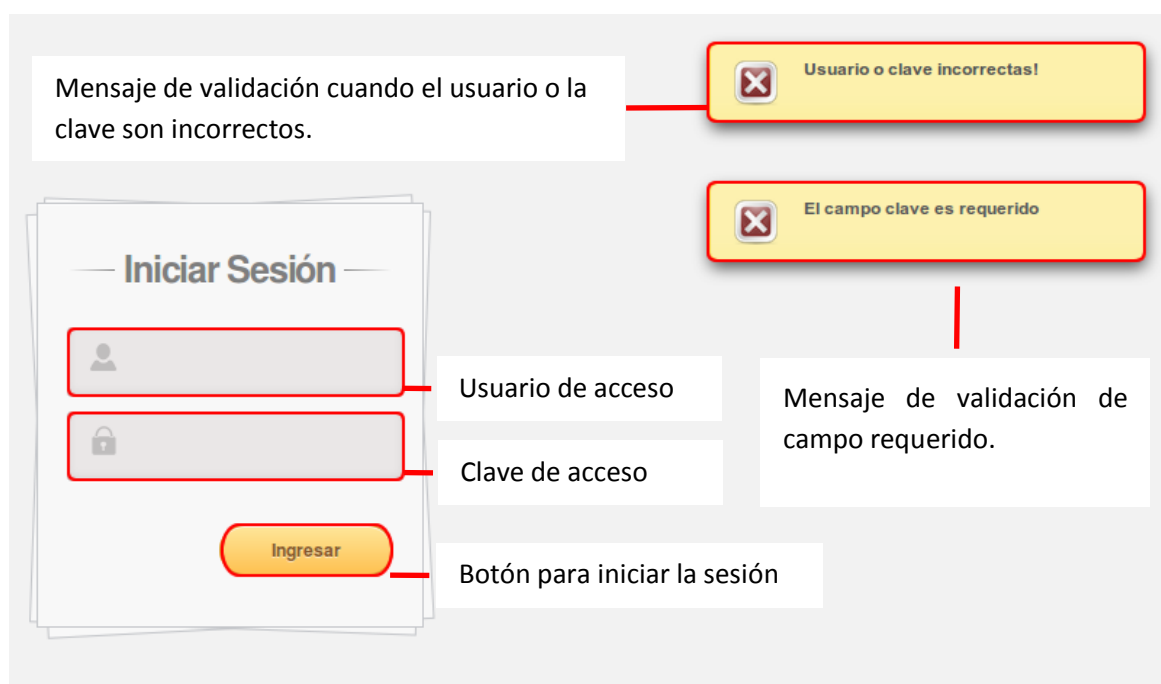 Mensaje de validación cuando el usuario o la
clave son incorrectos.
Usuario o clave incorrectas!
El campo clave es requerido
Iniciar Sesión
Usuario de acceso
Mensaje de validación de
campo requerido.
Clave de acceso
Ingresar
Botón para iniciar la sesión